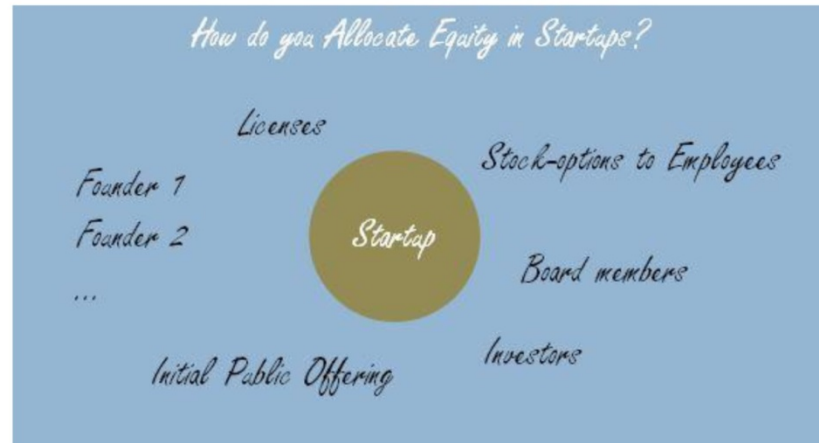 How do you Allocate Equity in Startups?
Licenses
Stock-options to Employees
Founder 1
Founder 2
...
Startup
Board members
Investors
Initial Public Offering